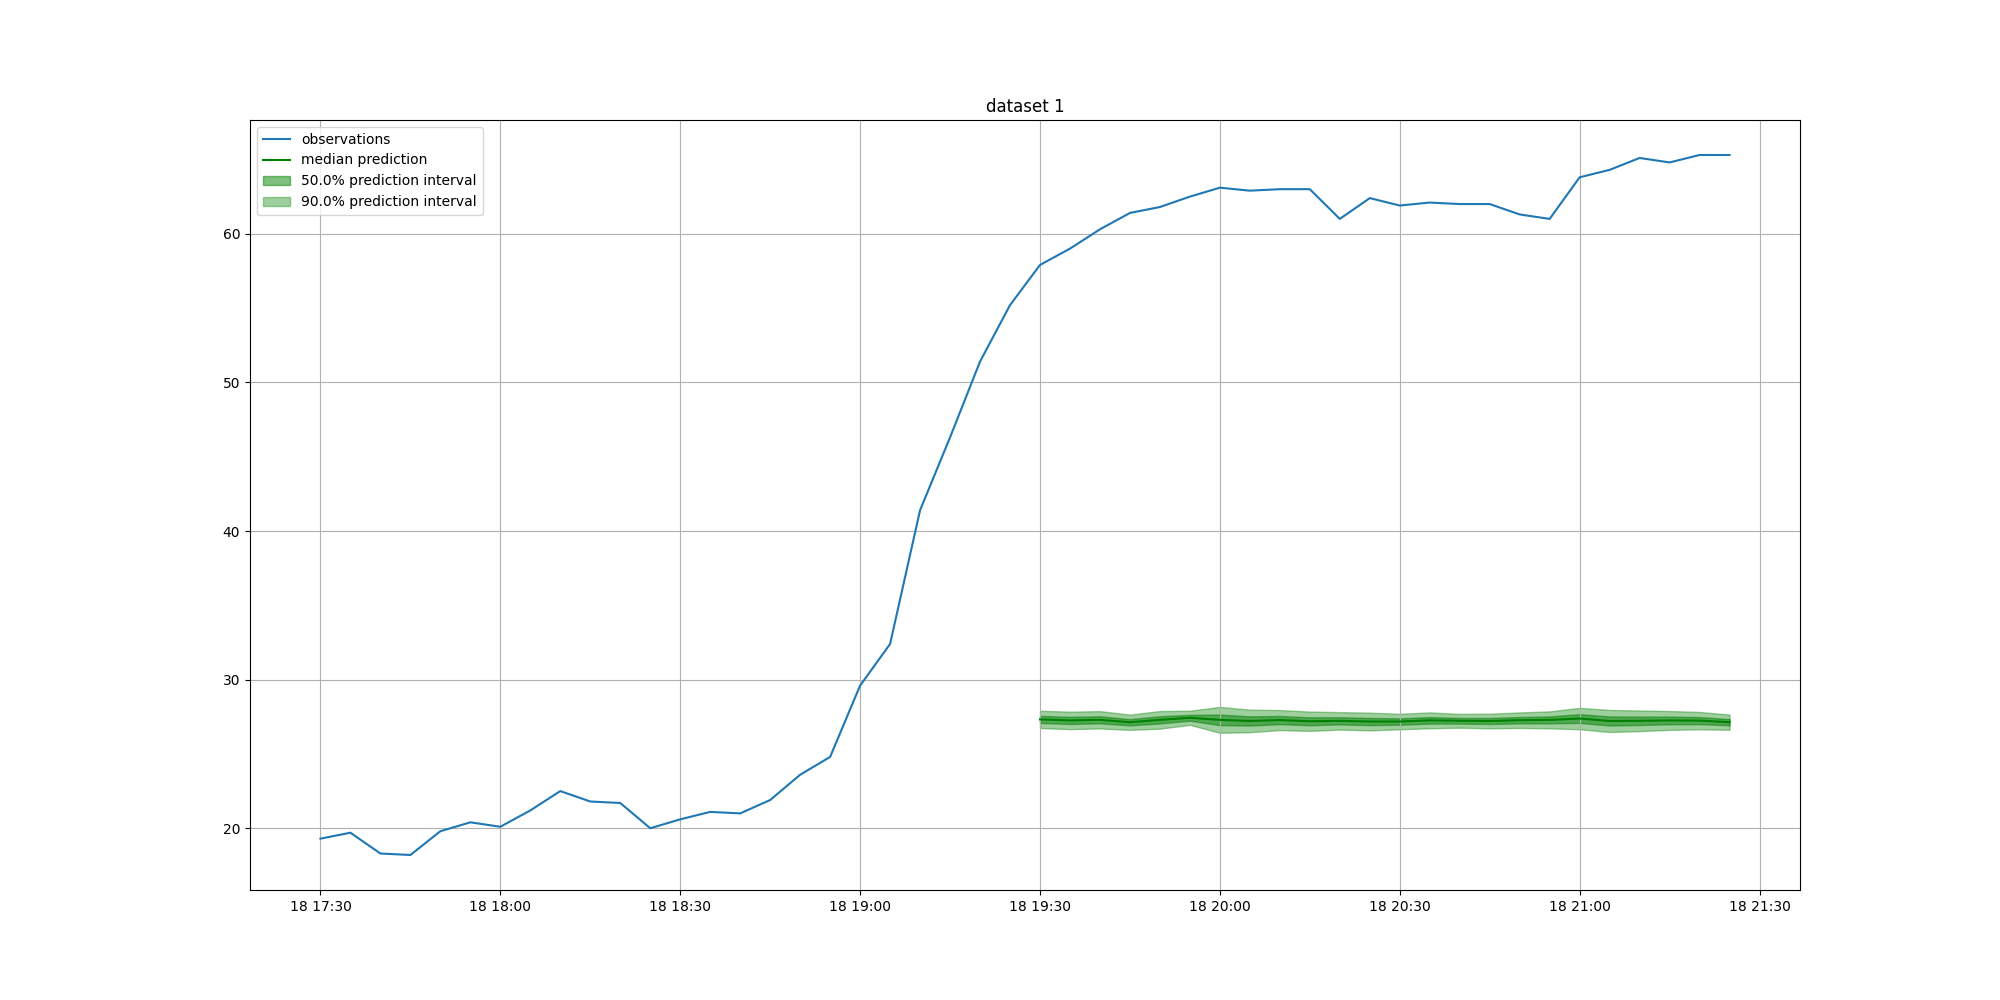 dataset 1
observations
median prediction
50.0% prediction interval
90.0% prediction interval
60
50
40
30
20
18 17:30
18 18:00
18 18:30
18 19:00
18 19:30
18 20:00
18 20:30
18 21:00
18 21:30